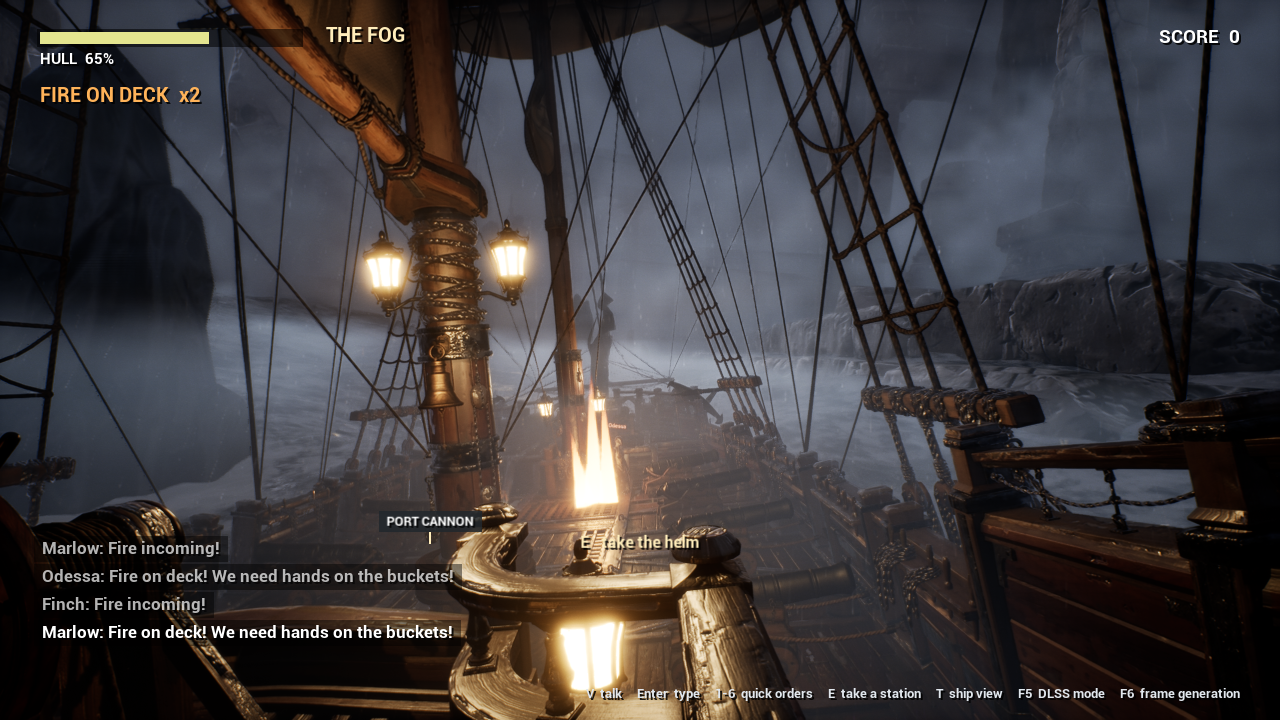 THE FOG
SCORE 0
HULL 65%
FIRE ON DECK x2
Odessa
PORT CANNON
E take the helm
Marlow: Fire incoming!
Odessa: Fire on deck! We need hands on the buckets!
Finch: Fire incoming!
Marlow: Fire on deck! We need hands on the buckets!
V talk Enter type 1-6 quick orders E take a station T ship view F5 DLSS mode F6 frame generation